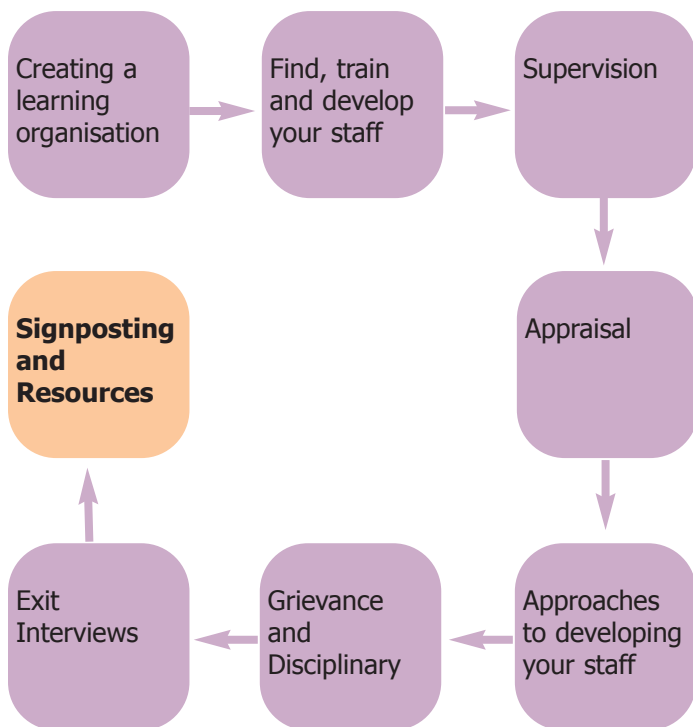 Creating a
learning
organisation
Find, train
and develop
your staff
Supervision
Appraisal
Approaches
to developing
your staff
Grievance
and
Disciplinary
Exit
Interviews
Signposting
and
Resources